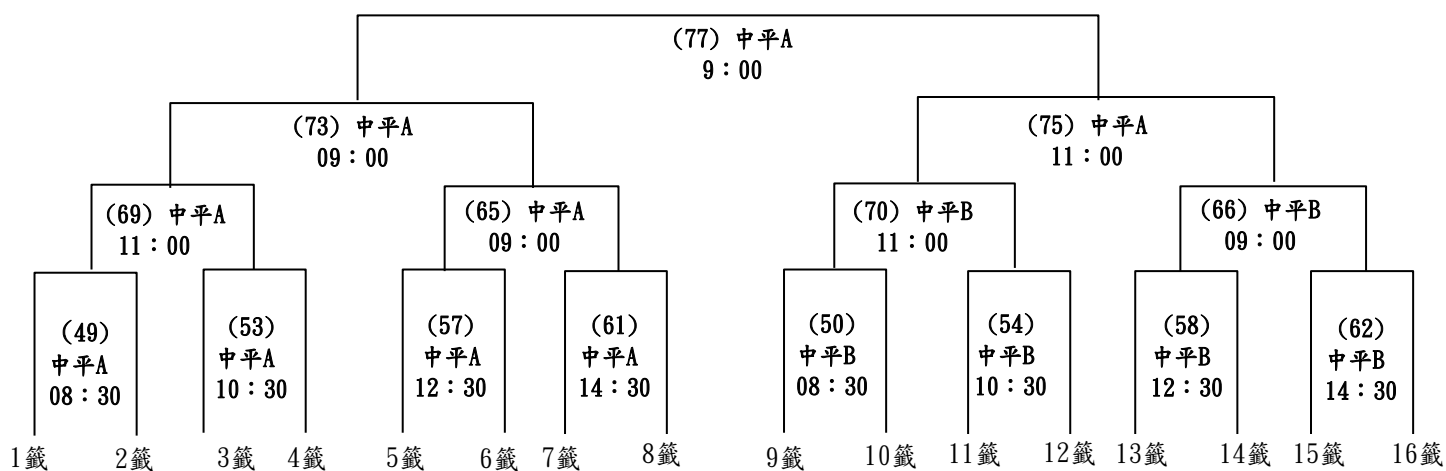 (77) 中平A
9：00
(73) 中平A
09：00
(75) 中平A
11：00
(69) 中平A
11：00
(65) 中平A
09：00
(70) 中平B
11：00
(66) 中平B
09：00
(49)
中平A
08：30
(53)
中平A
10：30
(57)
中平A
12：30
(61)
中平A
14：30
(50)
中平B
08：30
(54)
中平B
10：30
(58)
中平B
12：30
(62)
中平B
14：30
1籤 2籤 3籤 4籤 5籤 6籤 7籤 8籤 9籤 10籤 11籤 12籤 13籤 14籤 15籤 16籤